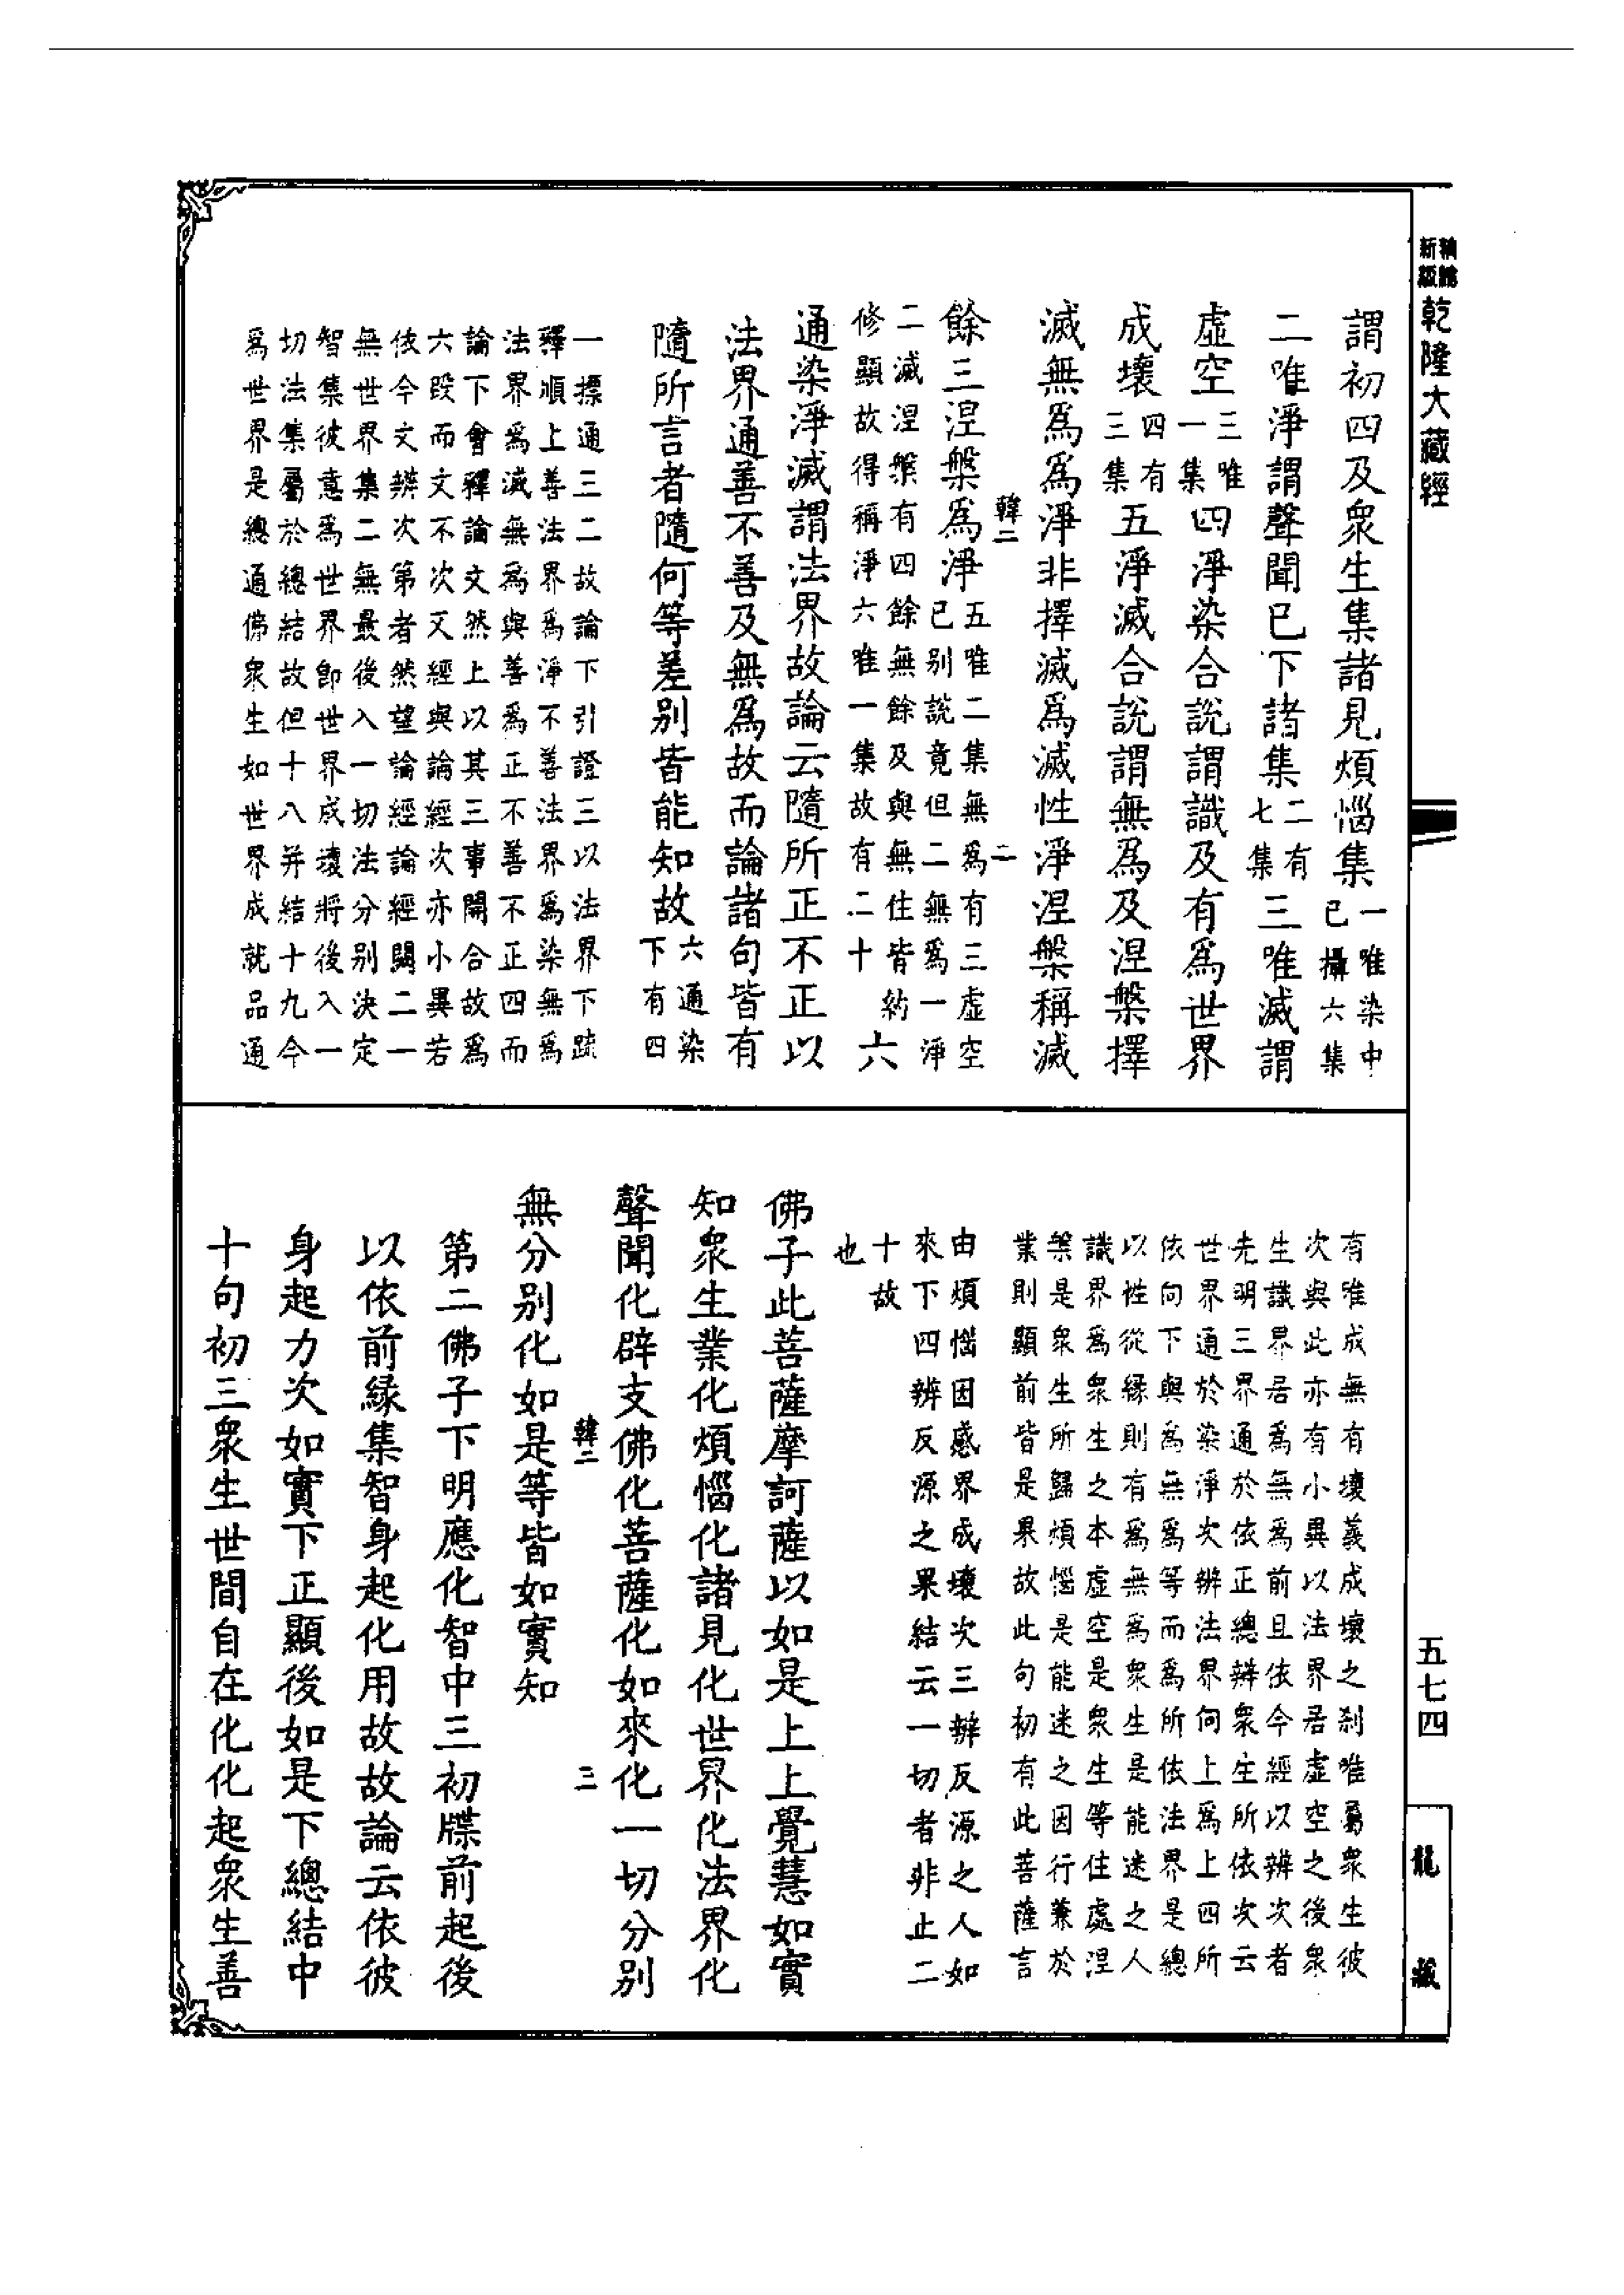 乾隆大藏經
謂初四及衆生集諸見煩惱集一唯染中已攝六集
二唯淨謂聲聞已下諸集二有七集三唯滅謂
虛空三唯一集四淨染合說謂識及有爲世界
成壞四有三集五淨滅合說謂無爲及涅槃擇
滅無爲爲淨非擇滅爲滅性淨涅槃稱滅
韓二
二
餘三涅槃爲淨五唯二集無爲有三虛空已別說竟但二無爲一淨
二滅涅槃有四餘無餘及與無住皆約修顯故得稱淨六唯一集故有二十六
通染淨滅謂法界故論云隨所正不正以
法界通善不善及無爲故而論諸句皆有
隨所言者隨何等差別皆能知故六通染下有四
一標通三二故論下引證三以法界下疏
釋順上善法界爲淨不善法界爲染無爲
法界爲滅無爲與善爲正不善不正四而
論下會釋論文然上以其三事開合故爲
六段而文不次又經與論經次亦小異若
依今文辨次第者然望論經論經闕二一
無世界集二無最後入一切法分別決定
智集彼意爲世界即世界成壞將後入一
切法集屬於總結故但十八并結十九今
爲世界是總通佛衆生如世界成就品通
有唯成無有壞義成壞之剎唯屬衆生彼
次與此亦有小異以法界居虛空之後衆
生識界居爲無爲前且依今經以辨次者
先明三界通於依正總辨衆生所依次云
世界通於染淨次辨法界向上爲上四所
依向下與爲無爲等而爲所依法界是總
以性從緣則有爲無爲衆生是能迷之人
識界爲衆生之本虛空是衆生等住處涅
槃是衆生所歸煩惱是能迷之因行兼於
業則顯前皆是果故此句初有此菩薩言
由煩惱因感界成壞次三辨反源之人如
來下四辨反源之果結云一切者非止二
十故
也
佛子此菩薩摩訶薩以如是上上覺慧如實
知衆生業化煩惱化諸見化世界化法界化
聲聞化辟支佛化菩薩化如來化一切分別
韓二
三
無分別化如是等皆如實知
第二佛子下明應化智中三初牒前起後
以依前緣集智身起化用故故論云依彼
身起力次如實下正顯後如是下總結中
十句初三衆生世間自在化化起衆生善
五七四
龍藏